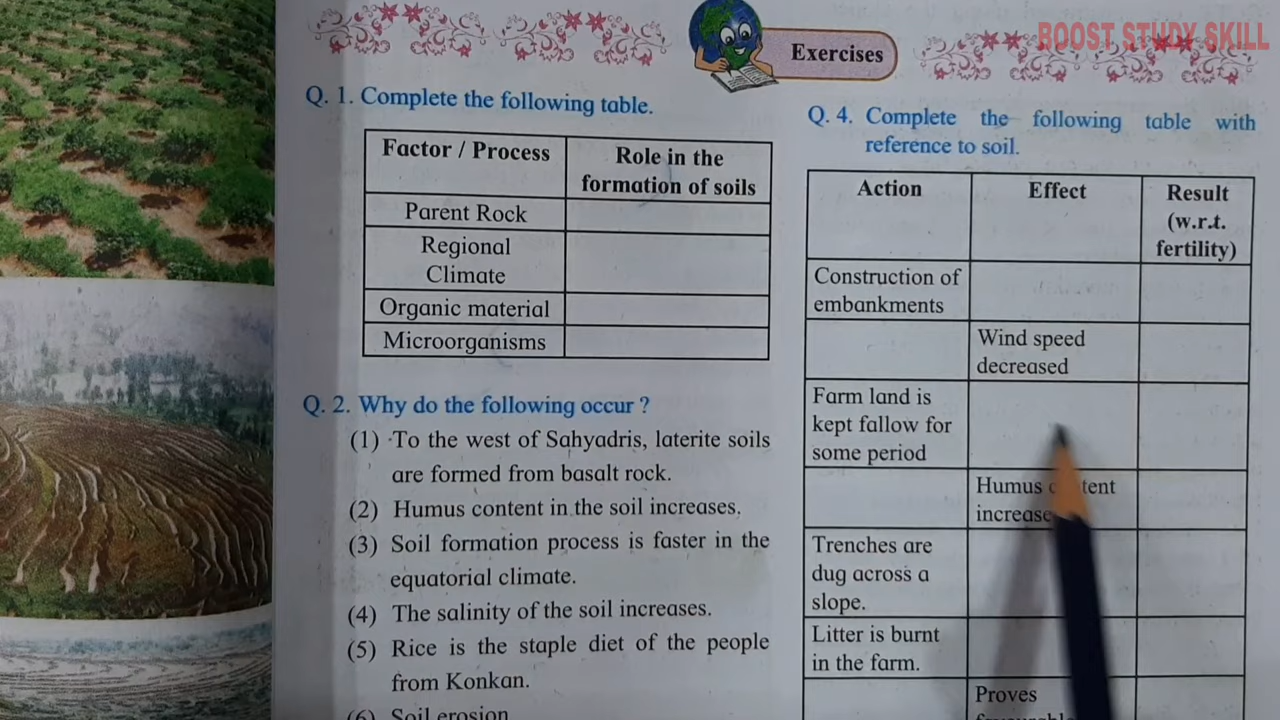 BOOST STUDY SKILL
Exercises
Q. 1. Complete the following table.
Factor / Process
Role in the
formation of soils
Parent Rock
Regional
Climate
Organic material
Microorganisms
Q. 2. Why do the following occur ?
(1) To the west of Sahyadris, laterite soils
are formed from basalt rock.
(2) Humus content in the soil increases.
(3) Soil formation process is faster in the
equatorial climate.
(4) The salinity of the soil increases.
(5) Rice is the staple diet of the people
from Konkan.
(6) Soil erosion
Q. 4. Complete the following table with
reference to soil.
Action
Effect
Result
(w.r.t.
fertility)
Construction of
embankments
Wind speed
decreased
Farm land is
kept fallow for
some period
Humus
Trenches are
dug across a
slope.
Litter is burnt
in the farm.
Proves